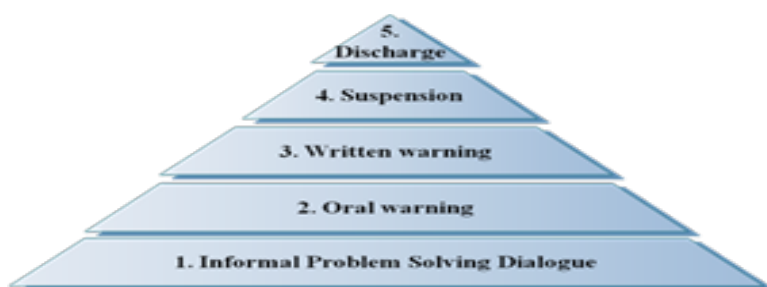 5.
Discharge
4. Suspension
3. Written warning
2. Oral warning
1. Informal Problem Solving Dialogue